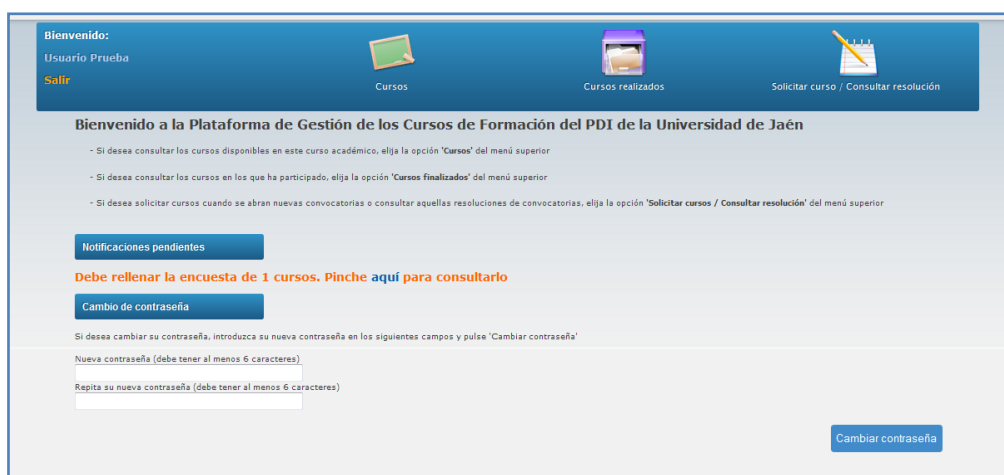 Bienvenido:
Usuario Prueba
Salir
Cursos
Cursos realizados
Solicitar curso / Consultar resolución
Bienvenido a la Plataforma de Gestión de los Cursos de Formación del PDI de la Universidad de Jaén
- Si desea consultar los cursos disponibles en este curso académico, elija la opción 'Cursos' del menú superior
- Si desea consultar los cursos en los que ha participado, elija la opción 'Cursos finalizados' del menú superior
- Si desea solicitar cursos cuando se abran nuevas convocatorias o consultar aquellas resoluciones de convocatorias, elija la opción 'Solicitar cursos / Consultar resolución' del menú superior
Notificaciones pendientes
Debe rellenar la encuesta de 1 cursos. Pinche aquí para consultarlo
Cambio de contraseña
Si desea cambiar su contraseña, introduzca su nueva contraseña en los siguientes campos y pulse 'Cambiar contraseña'
Nueva contraseña (debe tener al menos 6 caracteres)
Repita su nueva contraseña (debe tener al menos 6 caracteres)
Cambiar contraseña